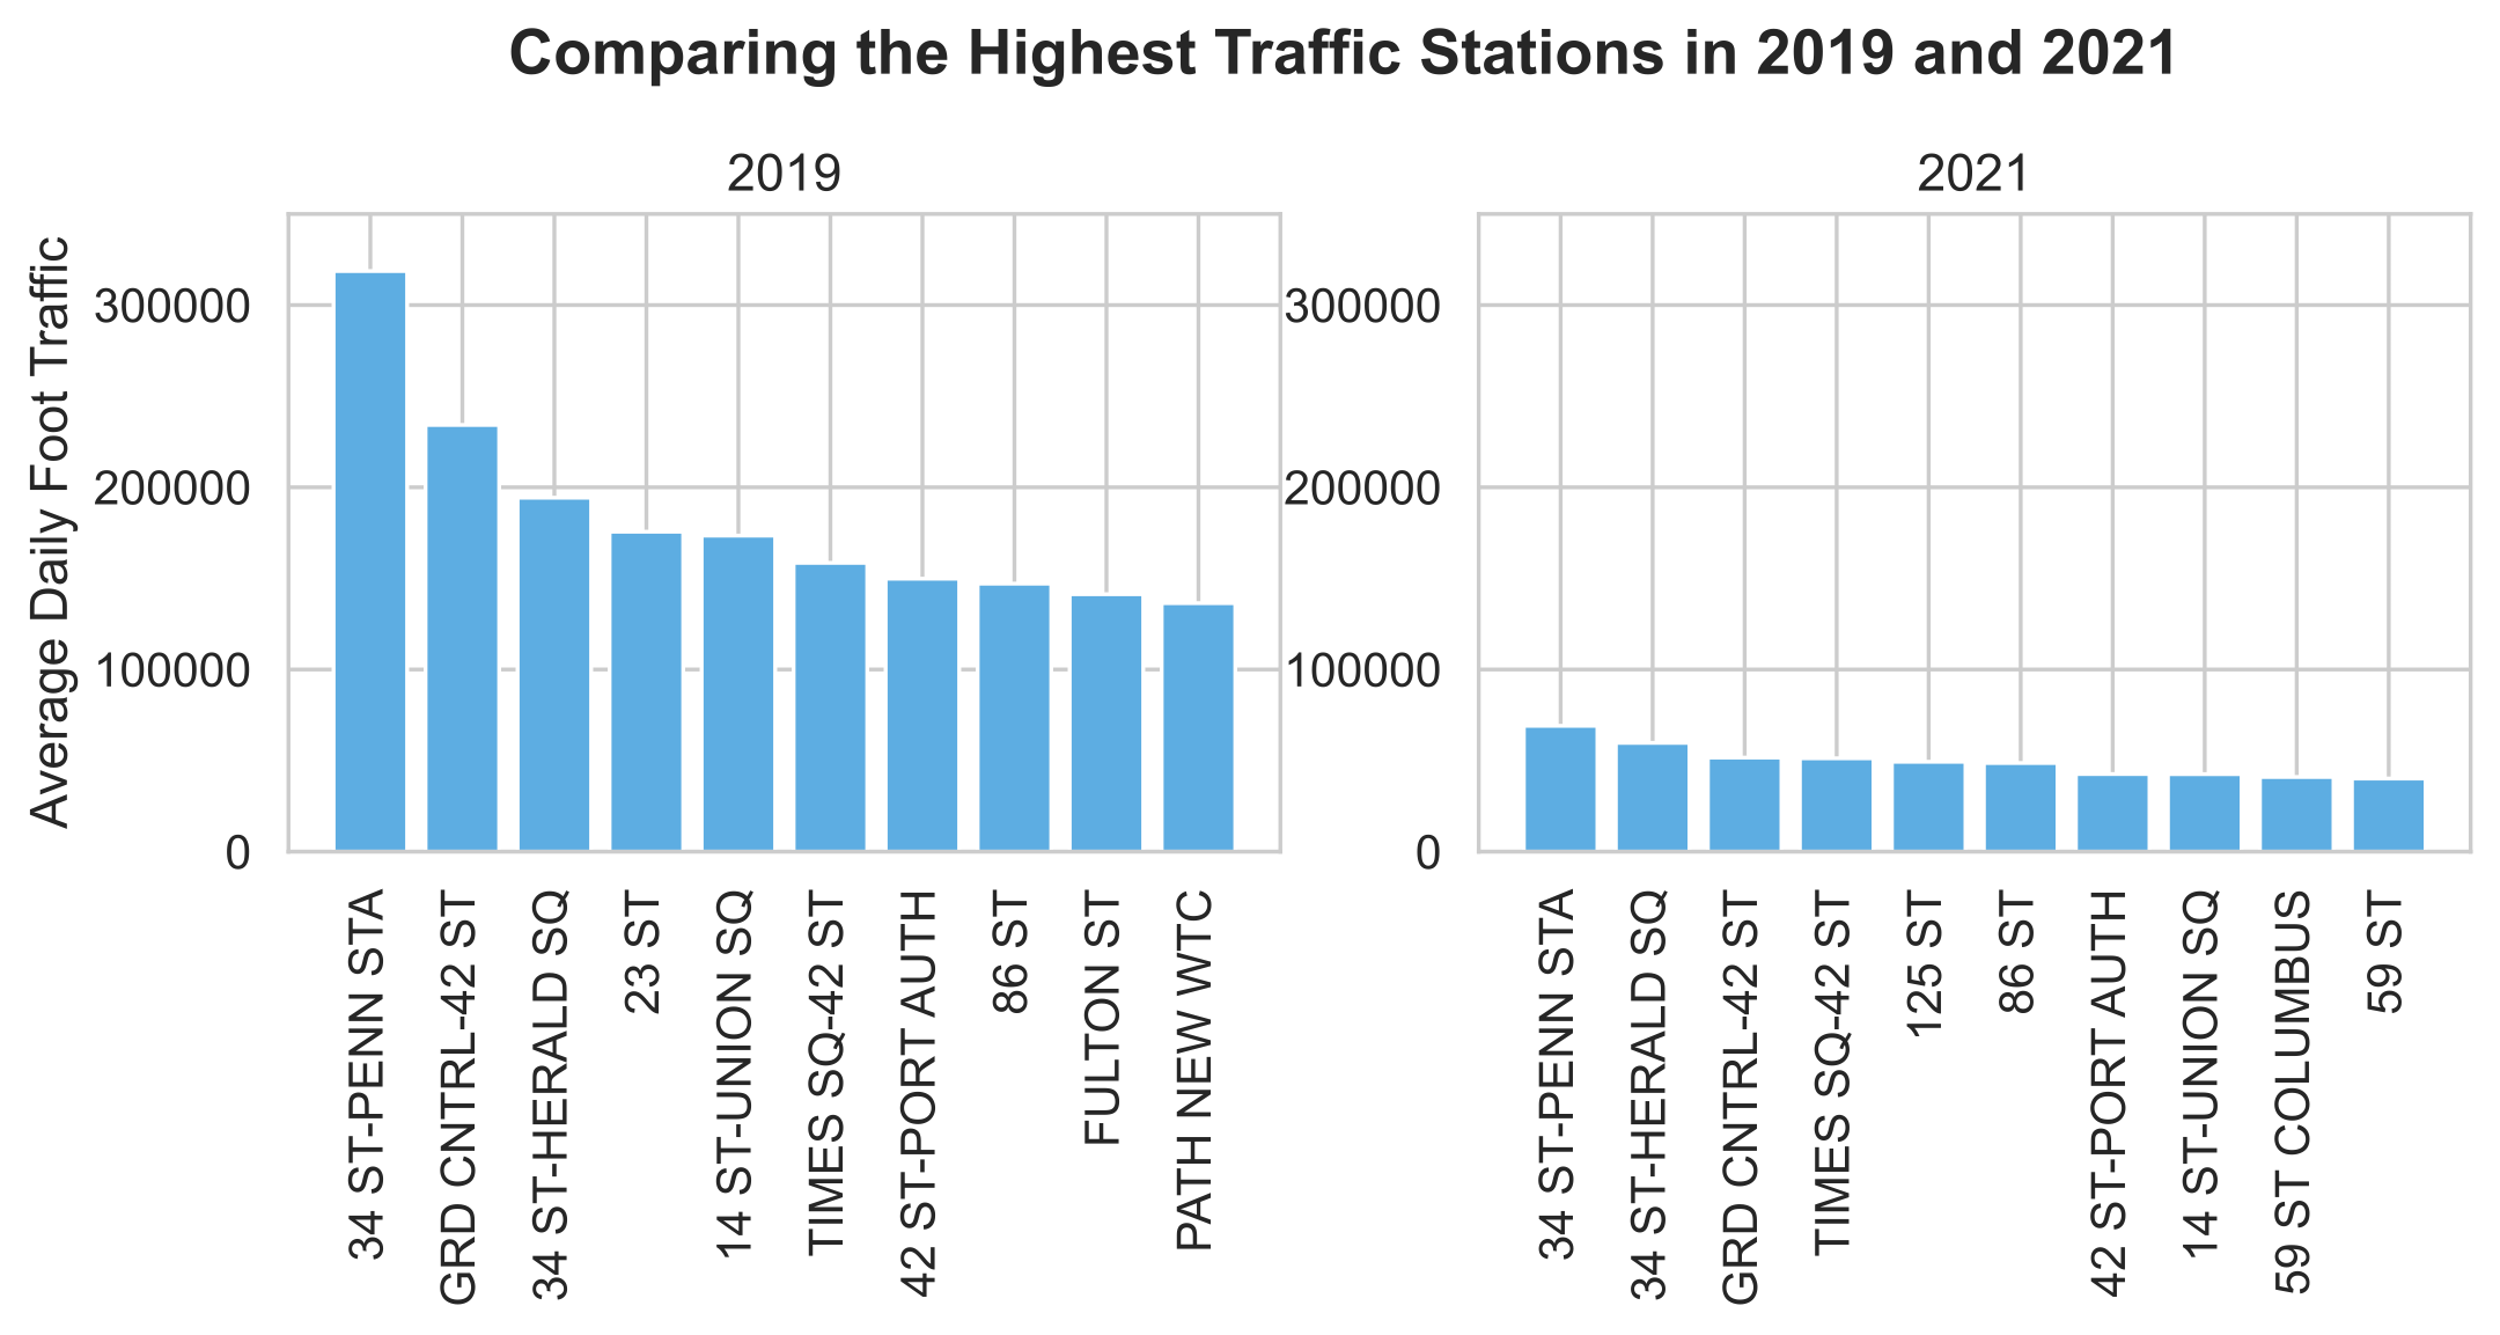 Comparing the Highest Traffic Stations in 2019 and 2021
2019
Average Daily Foot Traffic
300000
200000
100000
0
34 ST-PENN STA
GRD CNTRL-42 ST
34 ST-HERALD SQ
23 ST
14 ST-UNION SQ
TIMES SQ-42 ST
42 ST-PORT AUTH
86 ST
FULTON ST
PATH NEW WTC
2021
300000
200000
100000
0
34 ST-PENN STA
34 ST-HERALD SQ
GRD CNTRL-42 ST
TIMES SQ-42 ST
125 ST
86 ST
42 ST-PORT AUTH
14 ST-UNION SQ
59 ST COLUMBUS
59 ST